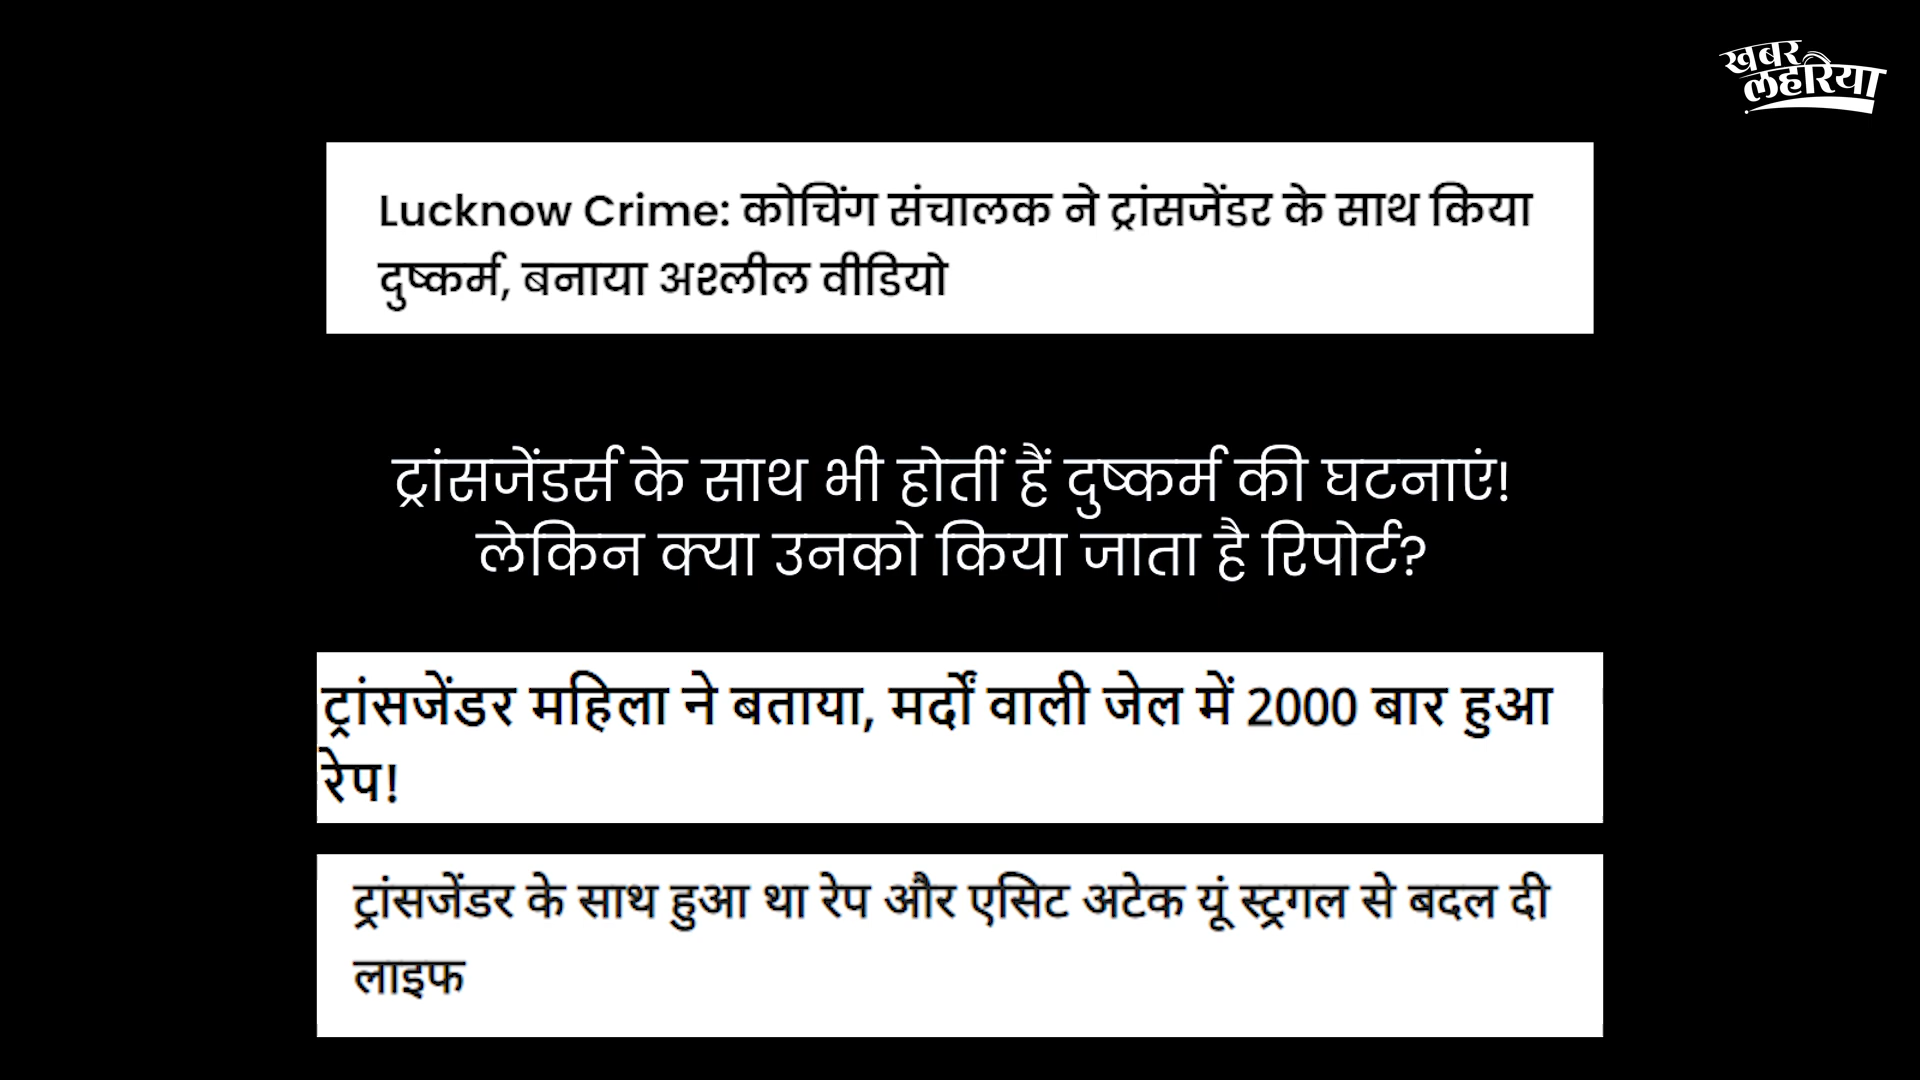 खबर
लहरिया
Lucknow Crime: कोचिंग संचालक ने ट्रांसजेंडर के साथ किया
दुष्कर्म, बनाया अश्लील वीडियो
ट्रांसजेंडर्स के साथ भी होतीं हैं दुष्कर्म की घटनाएं!
लेकिन क्या उनको किया जाता है रिपोर्ट?
ट्रांसजेंडर महिला ने बताया, मर्दों वाली जेल में 2000 बार हुआ
रेप!
ट्रांसजेंडर के साथ हुआ था रेप और एसिट अटेक यूं स्ट्रगल से बदल दी
लाइफ